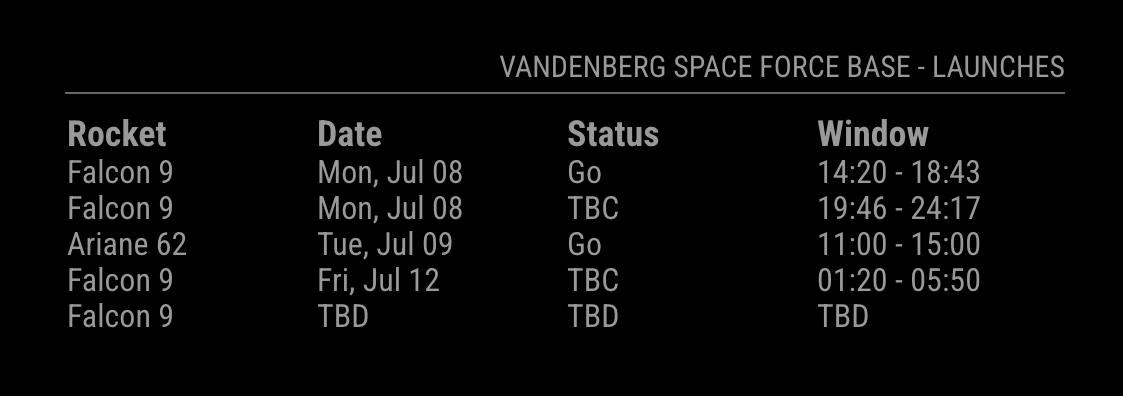 VANDENBERG SPACE FORCE BASE - LAUNCHES
Rocket Date Status Window
Falcon 9 Mon, Jul 08 Go 14:20 - 18:43
Falcon 9 Mon, Jul 08 TBC 19:46 - 24:17
Ariane 62 Tue, Jul 09 Go 11:00 - 15:00
Falcon 9 Fri, Jul 12 TBC 01:20 - 05:50
Falcon 9 TBD TBD TBD